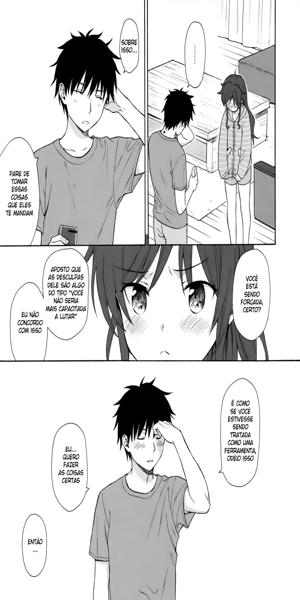 .........
SOBRE
ISSO...
PARE DE
TOMAR
ESSAS
COISAS
QUE ELES
TE MANDAM
VOCÊ
ESTÁ
SENDO
FORÇADA,
CERTO?
APOSTO QUE
AS DESCULPAS
DELE SÃO ALGO
DO TIPO "VOCÊ
NÃO SERIA
MAIS CAPACITADA
A LUTAR"
EU NÃO
CONCORDO
COM ISSO
É COMO
SE VOCÊ
ESTIVESSE
SENDO
TRATADA
COMO UMA
FERRAMENTA,
ODEIO ISSO
EU...
QUERO
FAZER
AS COISAS
CERTAS
ENTÃO
...